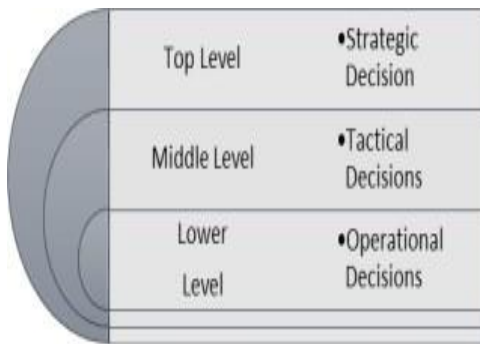 Top Level
•Strategic
Decision
Middle Level
•Tactical
Decisions
Lower
Level
•Operational
Decisions